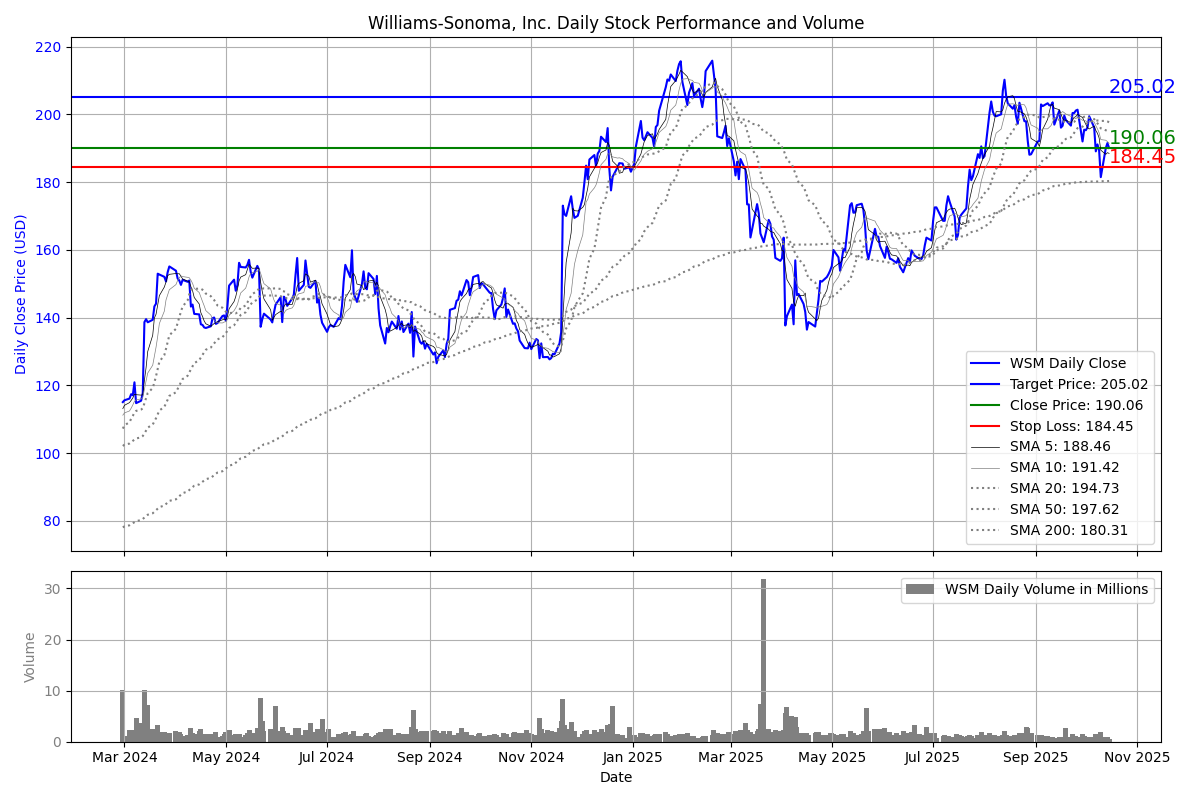 Williams-Sonoma, Inc. Daily Stock Performance and Volume
Daily Close Price (USD)
220
200
180
160
140
120
100
80
205.02
190.06
184.45
WSM Daily Close
Target Price: 205.02
Close Price: 190.06
Stop Loss: 184.45
SMA 5: 188.46
SMA 10: 191.42
SMA 20: 194.73
SMA 50: 197.62
SMA 200: 180.31
Volume
30
20
10
0
WSM Daily Volume in Millions
Mar 2024 May 2024 Jul 2024 Sep 2024 Nov 2024 Jan 2025 Mar 2025 May 2025 Jul 2025 Sep 2025 Nov 2025
Date